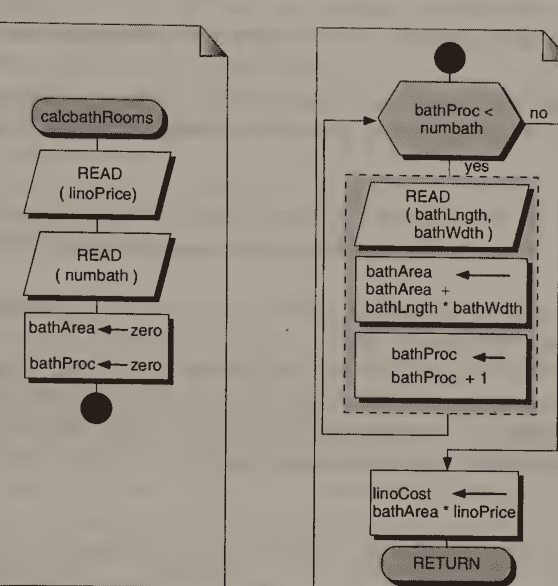 calcbathRooms
READ
( linoPrice)
READ
( numbath )
bathArea ← zero
bathProc ← zero
bathProc <
numbath
no
yes
READ
( bathLngth,
bathWdth )
bathArea ←
bathArea +
bathLngth * bathWdth
bathProc ←
bathProc + 1
linoCost ←
bathArea * linoPrice
RETURN